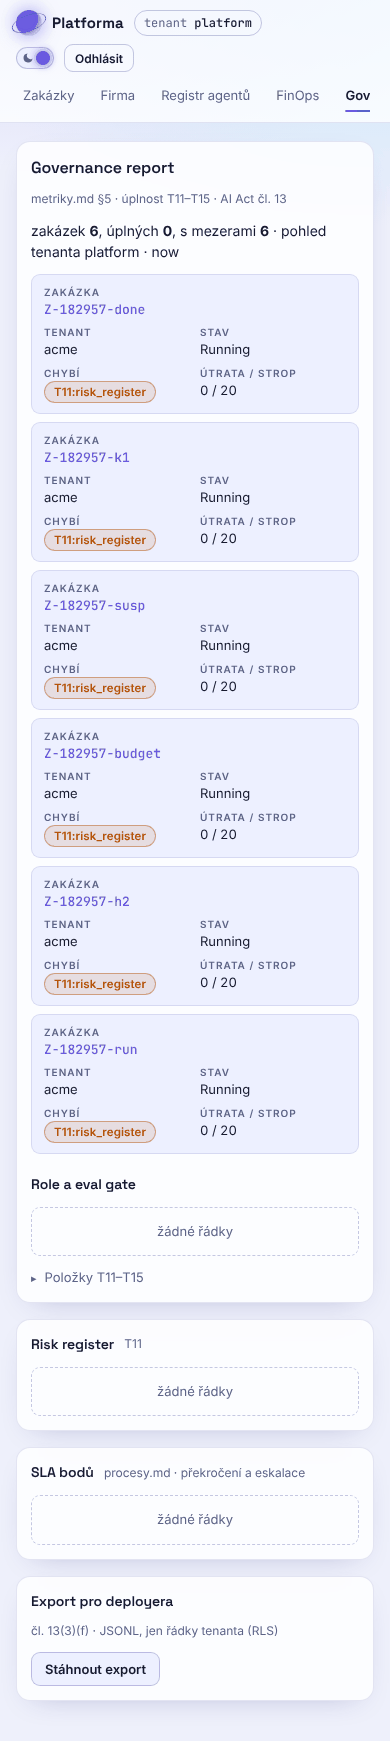 Platforma
tenant platform
Odhlásit
Zakázky Firma Registr agentů FinOps Gov
Governance report
metriky.md §5 · úplnost T11–T15 · AI Act čl. 13
zakázek 6, úplných 0, s mezerami 6 · pohled
tenanta platform · now
ZAKÁZKA
Z-182957-done
TENANT STAV
acme Running
CHYBÍ ÚTRATA / STROP
T11:risk_register 0 / 20
ZAKÁZKA
Z-182957-k1
TENANT STAV
acme Running
CHYBÍ ÚTRATA / STROP
T11:risk_register 0 / 20
ZAKÁZKA
Z-182957-susp
TENANT STAV
acme Running
CHYBÍ ÚTRATA / STROP
T11:risk_register 0 / 20
ZAKÁZKA
Z-182957-budget
TENANT STAV
acme Running
CHYBÍ ÚTRATA / STROP
T11:risk_register 0 / 20
ZAKÁZKA
Z-182957-h2
TENANT STAV
acme Running
CHYBÍ ÚTRATA / STROP
T11:risk_register 0 / 20
ZAKÁZKA
Z-182957-run
TENANT STAV
acme Running
CHYBÍ ÚTRATA / STROP
T11:risk_register 0 / 20
Role a eval gate
žádné řádky
▸ Položky T11–T15
Risk register T11
žádné řádky
SLA bodů procesy.md · překročení a eskalace
žádné řádky
Export pro deployera
čl. 13(3)(f) · JSONL, jen řádky tenanta (RLS)
Stáhnout export